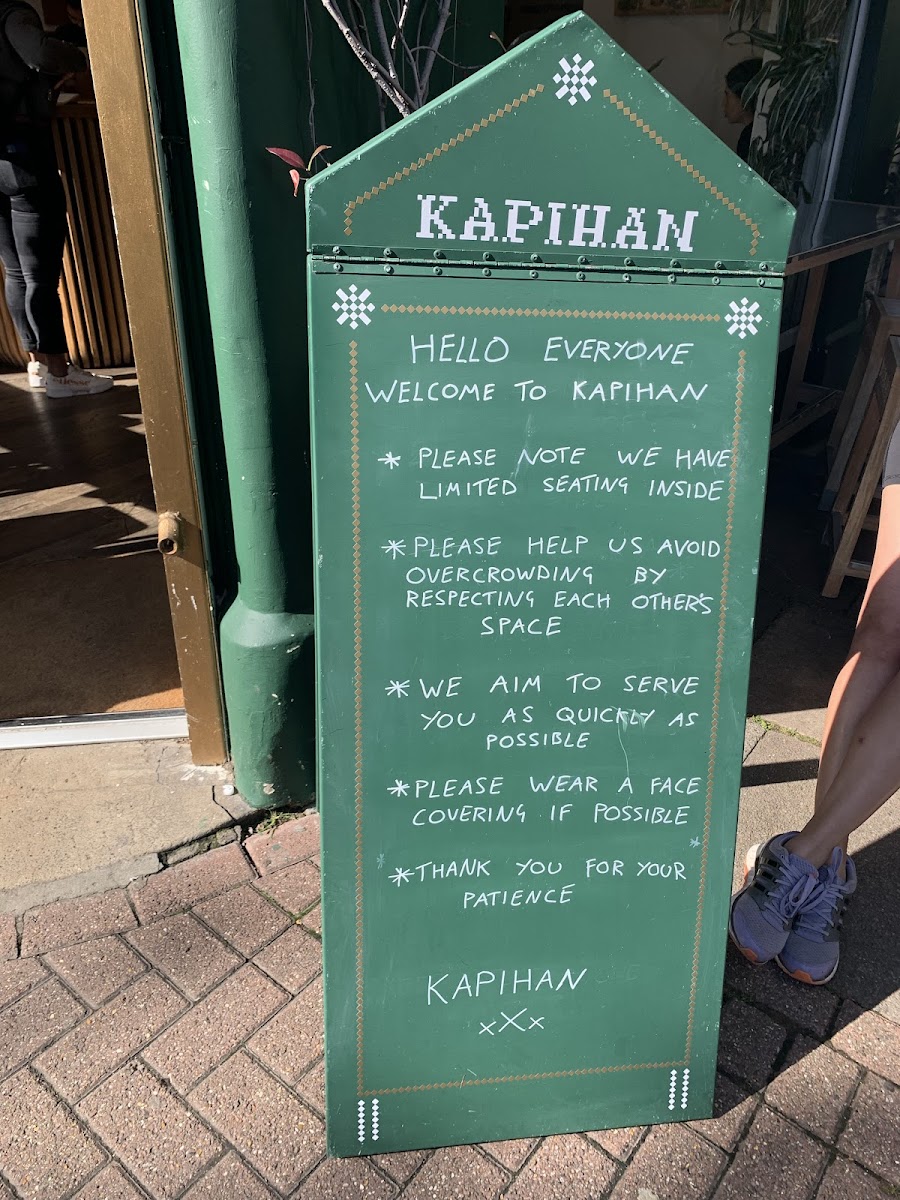 KAPIHAN
HELLO EVERYONE
WELCOME TO KAPIHAN
* PLEASE NOTE WE HAVE
LIMITED SEATING INSIDE
* PLEASE HELP US AVOID
OVERCROWDING BY
RESPECTING EACH OTHER'S
SPACE
* WE AIM TO SERVE
YOU AS QUICKLY AS
POSSIBLE
* PLEASE WEAR A FACE
COVERING IF POSSIBLE
* THANK YOU FOR YOUR
PATIENCE
KAPIHAN
xXx